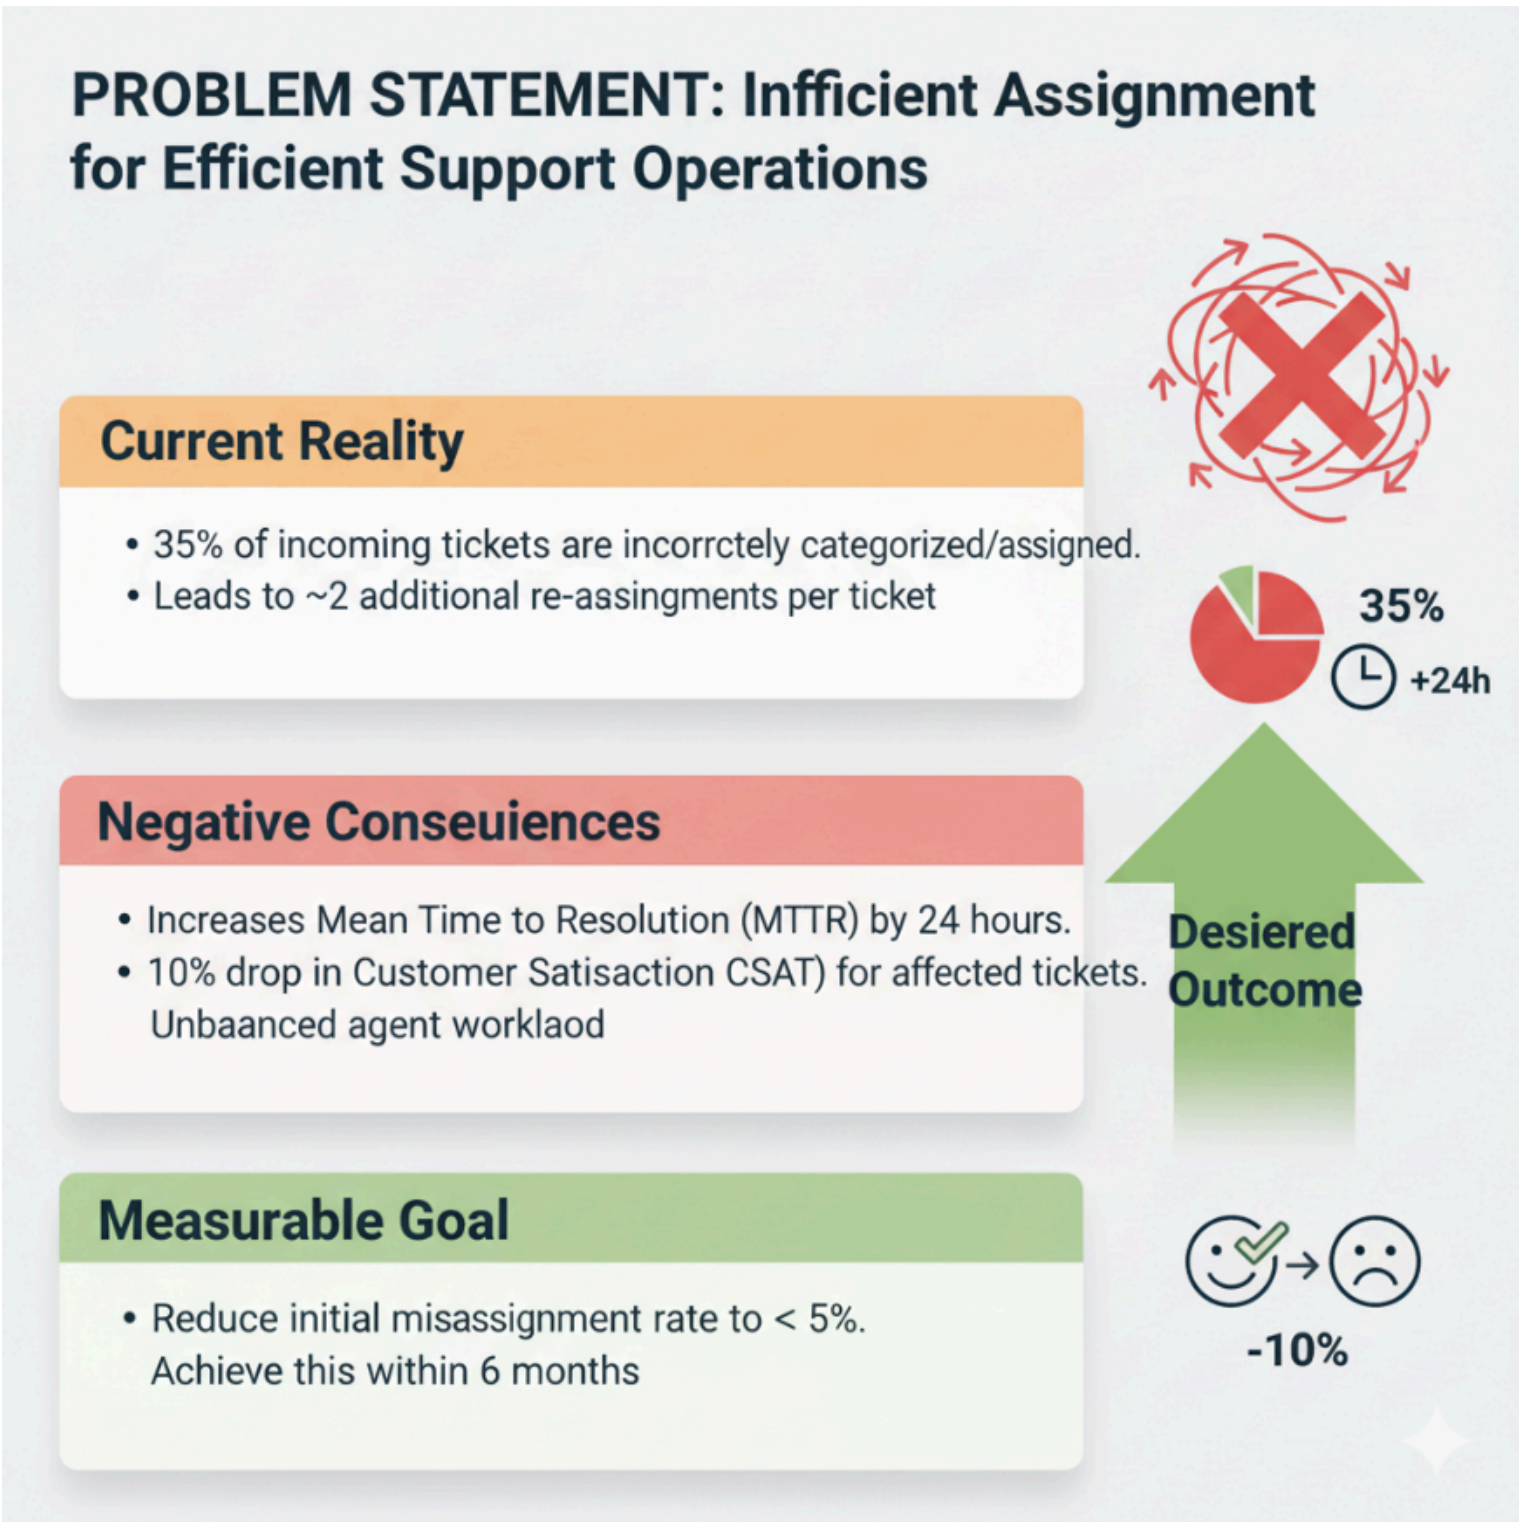 PROBLEM STATEMENT: Infficient Assignment
for Efficient Support Operations
Current Reality
• 35% of incoming tickets are incorrctely categorized/assigned.
• Leads to ~2 additional re-assingments per ticket
35%
+24h
Negative Conseuiences
• Increases Mean Time to Resolution (MTTR) by 24 hours.
• 10% drop in Customer Satisaction CSAT) for affected tickets.
Unbaanced agent worklaod
Desiered
Outcome
Measurable Goal
• Reduce initial misassignment rate to < 5%.
Achieve this within 6 months
-10%